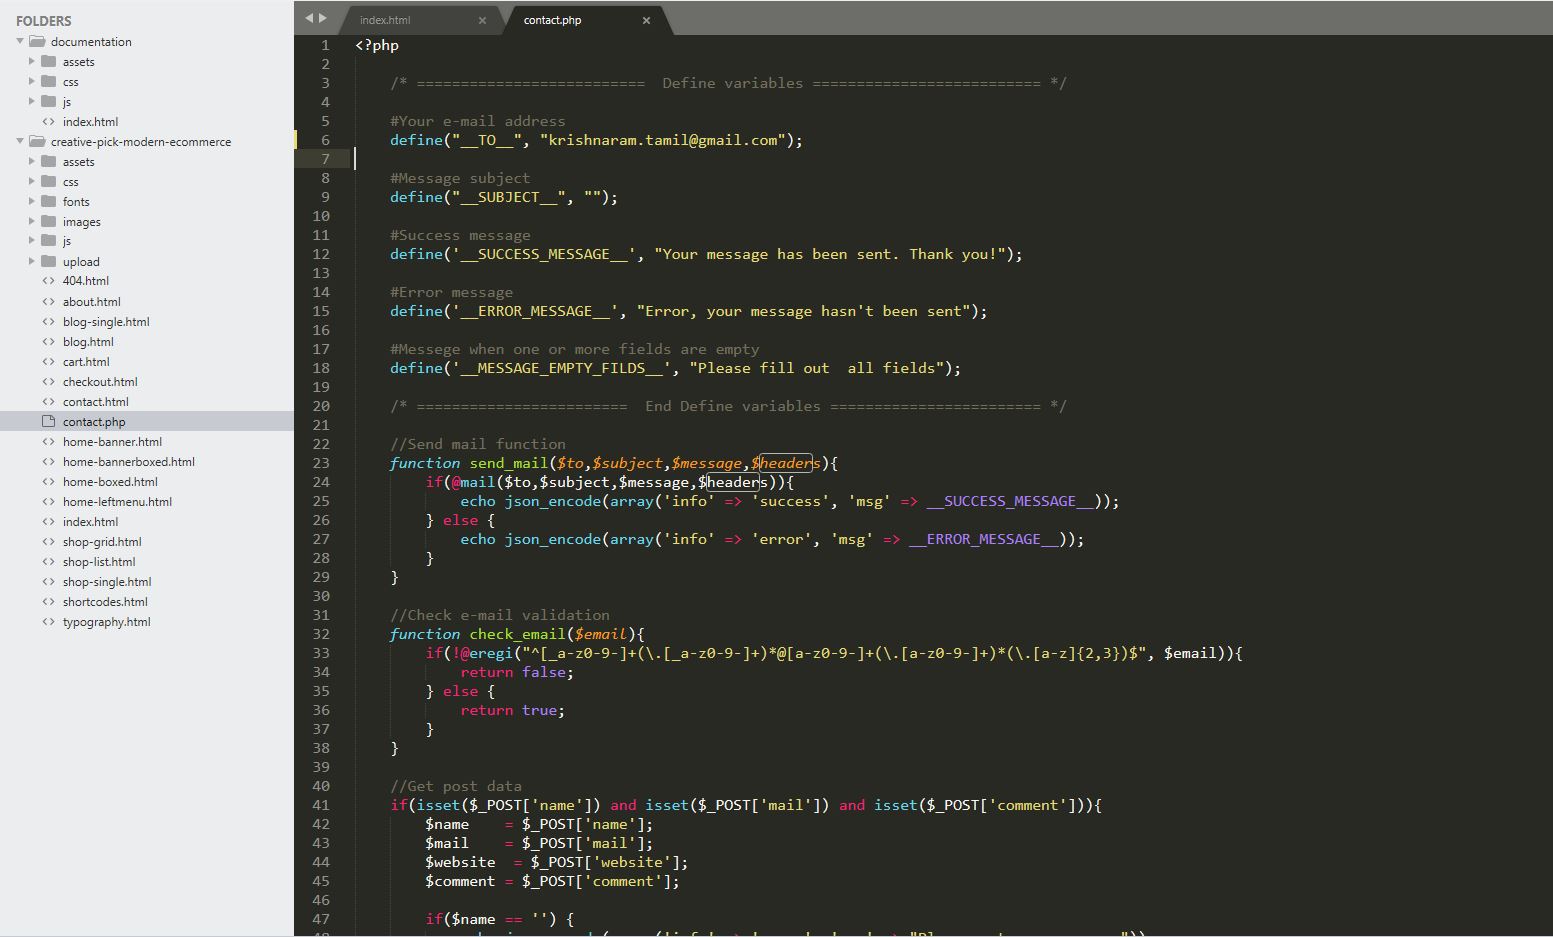 FOLDERS
documentation
assets
css
js
index.html
creative-pick-modern-ecommerce
assets
css
fonts
images
js
upload
404.html
about.html
blog-single.html
blog.html
cart.html
checkout.html
contact.html
contact.php
home-banner.html
home-bannerboxed.html
home-boxed.html
home-leftmenu.html
index.html
shop-grid.html
shop-list.html
shop-single.html
shortcodes.html
typography.html
index.html
contact.php
1 <?php
2
3 /* ========================== Define variables ========================== */
4
5 #Your e-mail address
6 define("__TO__", "krishnaram.tamil@gmail.com");
7
8 #Message subject
9 define("__SUBJECT__", "");
10
11 #Success message
12 define('__SUCCESS_MESSAGE__', "Your message has been sent. Thank you!");
13
14 #Error message
15 define('__ERROR_MESSAGE__', "Error, your message hasn't been sent");
16
17 #Messege when one or more fields are empty
18 define('__MESSAGE_EMPTY_FILDS__', "Please fill out  all fields");
19
20 /* ======================== End Define variables ======================== */
21
22 //Send mail function
23 function send_mail($to,$subject,$message,$headers){
24 if(@mail($to,$subject,$message,$headers)){
25 echo json_encode(array('info' => 'success', 'msg' => __SUCCESS_MESSAGE__));
26 } else {
27 echo json_encode(array('info' => 'error', 'msg' => __ERROR_MESSAGE__));
28 }
29 }
30
31 //Check e-mail validation
32 function check_email($email){
33 if(!@eregi("^[_a-z0-9-]+(\.[_a-z0-9-]+)*@[a-z0-9-]+(\.[a-z0-9-]+)*(\.[a-z]{2,3})$", $email)){
34 return false;
35 } else {
36 return true;
37 }
38 }
39
40 //Get post data
41 if(isset($_POST['name']) and isset($_POST['mail']) and isset($_POST['comment'])){
42 $name    = $_POST['name'];
43 $mail    = $_POST['mail'];
44 $website  = $_POST['website'];
45 $comment = $_POST['comment'];
46
47 if($name == '') {